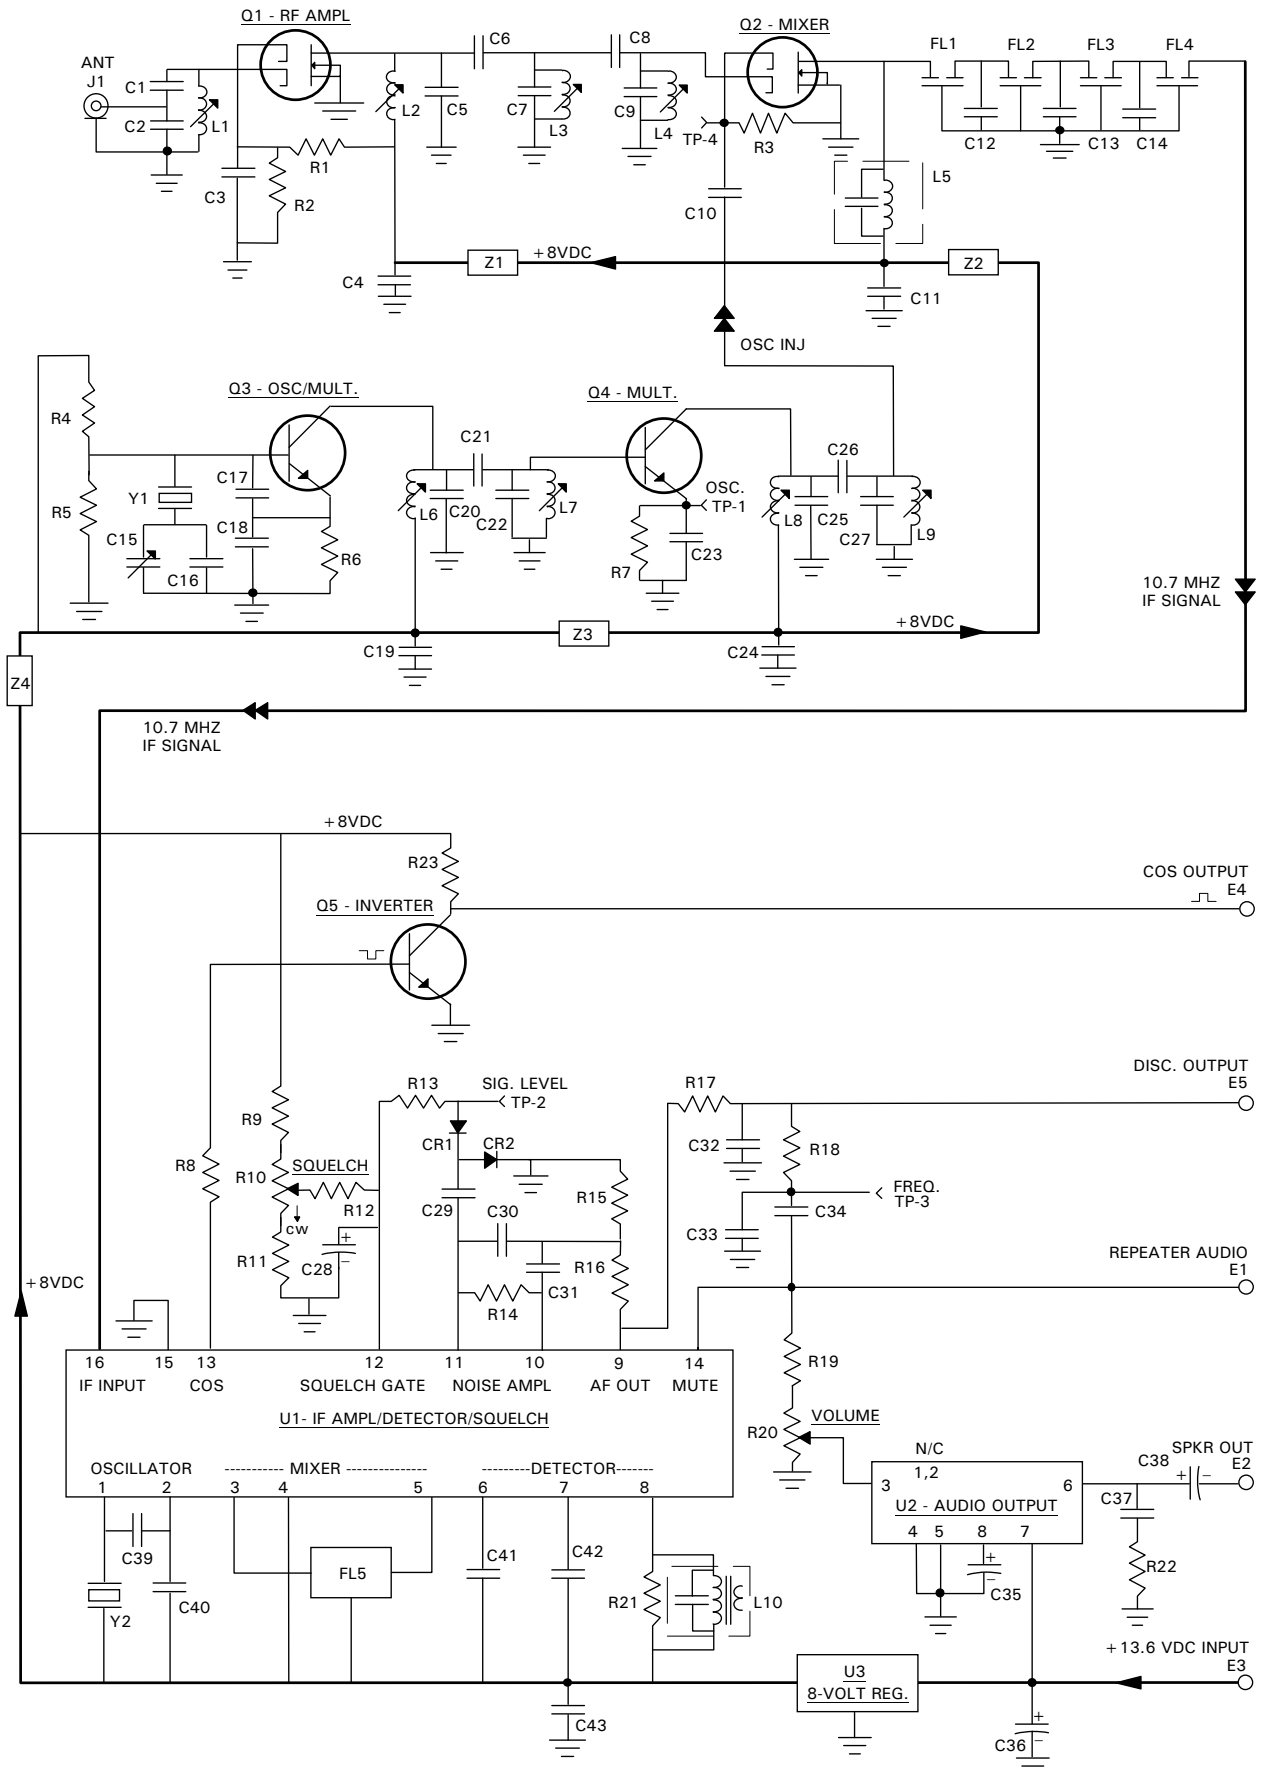 Q1 - RF AMPL
Q2 - MIXER
ANT
J1
C1
C2
L1
C6
C8
L2
C5
C7
L3
C9
L4
TP-4
R3
FL1
FL2
FL3
FL4
C12
C13
C14
R1
C3
R2
C10
L5
C4
Z1
+8VDC
Z2
C11
OSC INJ
Q3 - OSC/MULT.
Q4 - MULT.
R4
R5
Y1
C17
C15
C18
C16
R6
C21
L6
C20
C22
L7
OSC.
TP-1
R7
C23
C26
L8
C25
C27
L9
10.7 MHZ
IF SIGNAL
+8VDC
C19
Z3
C24
Z4
10.7 MHZ
IF SIGNAL
+8VDC
R23
Q5 - INVERTER
COS OUTPUT
E4
DISC. OUTPUT
E5
R13
SIG. LEVEL
TP-2
R17
R9
CR1
CR2
C32
R18
R8
R10
SQUELCH
R12
C29
R15
FREQ.
TP-3
cw
C30
C33
C34
R11
+
C28
−
R16
C31
R14
REPEATER AUDIO
E1
+8VDC
16
15
13
12
11
10
9
14
IF INPUT
COS
SQUELCH GATE
NOISE AMPL
AF OUT
MUTE
U1- IF AMPL/DETECTOR/SQUELCH
OSCILLATOR
---------- MIXER --------------
--------DETECTOR------
1
2
3
4
5
6
7
8
R19
R20
VOLUME
N/C
1,2
3
6
U2 - AUDIO OUTPUT
4
5
8
7
SPKR OUT
E2
C38
+
−
C37
R22
+
−
C35
C39
Y2
C40
FL5
C41
C42
R21
L10
+13.6 VDC INPUT
E3
U3
8-VOLT REG.
C43
+
C36
−